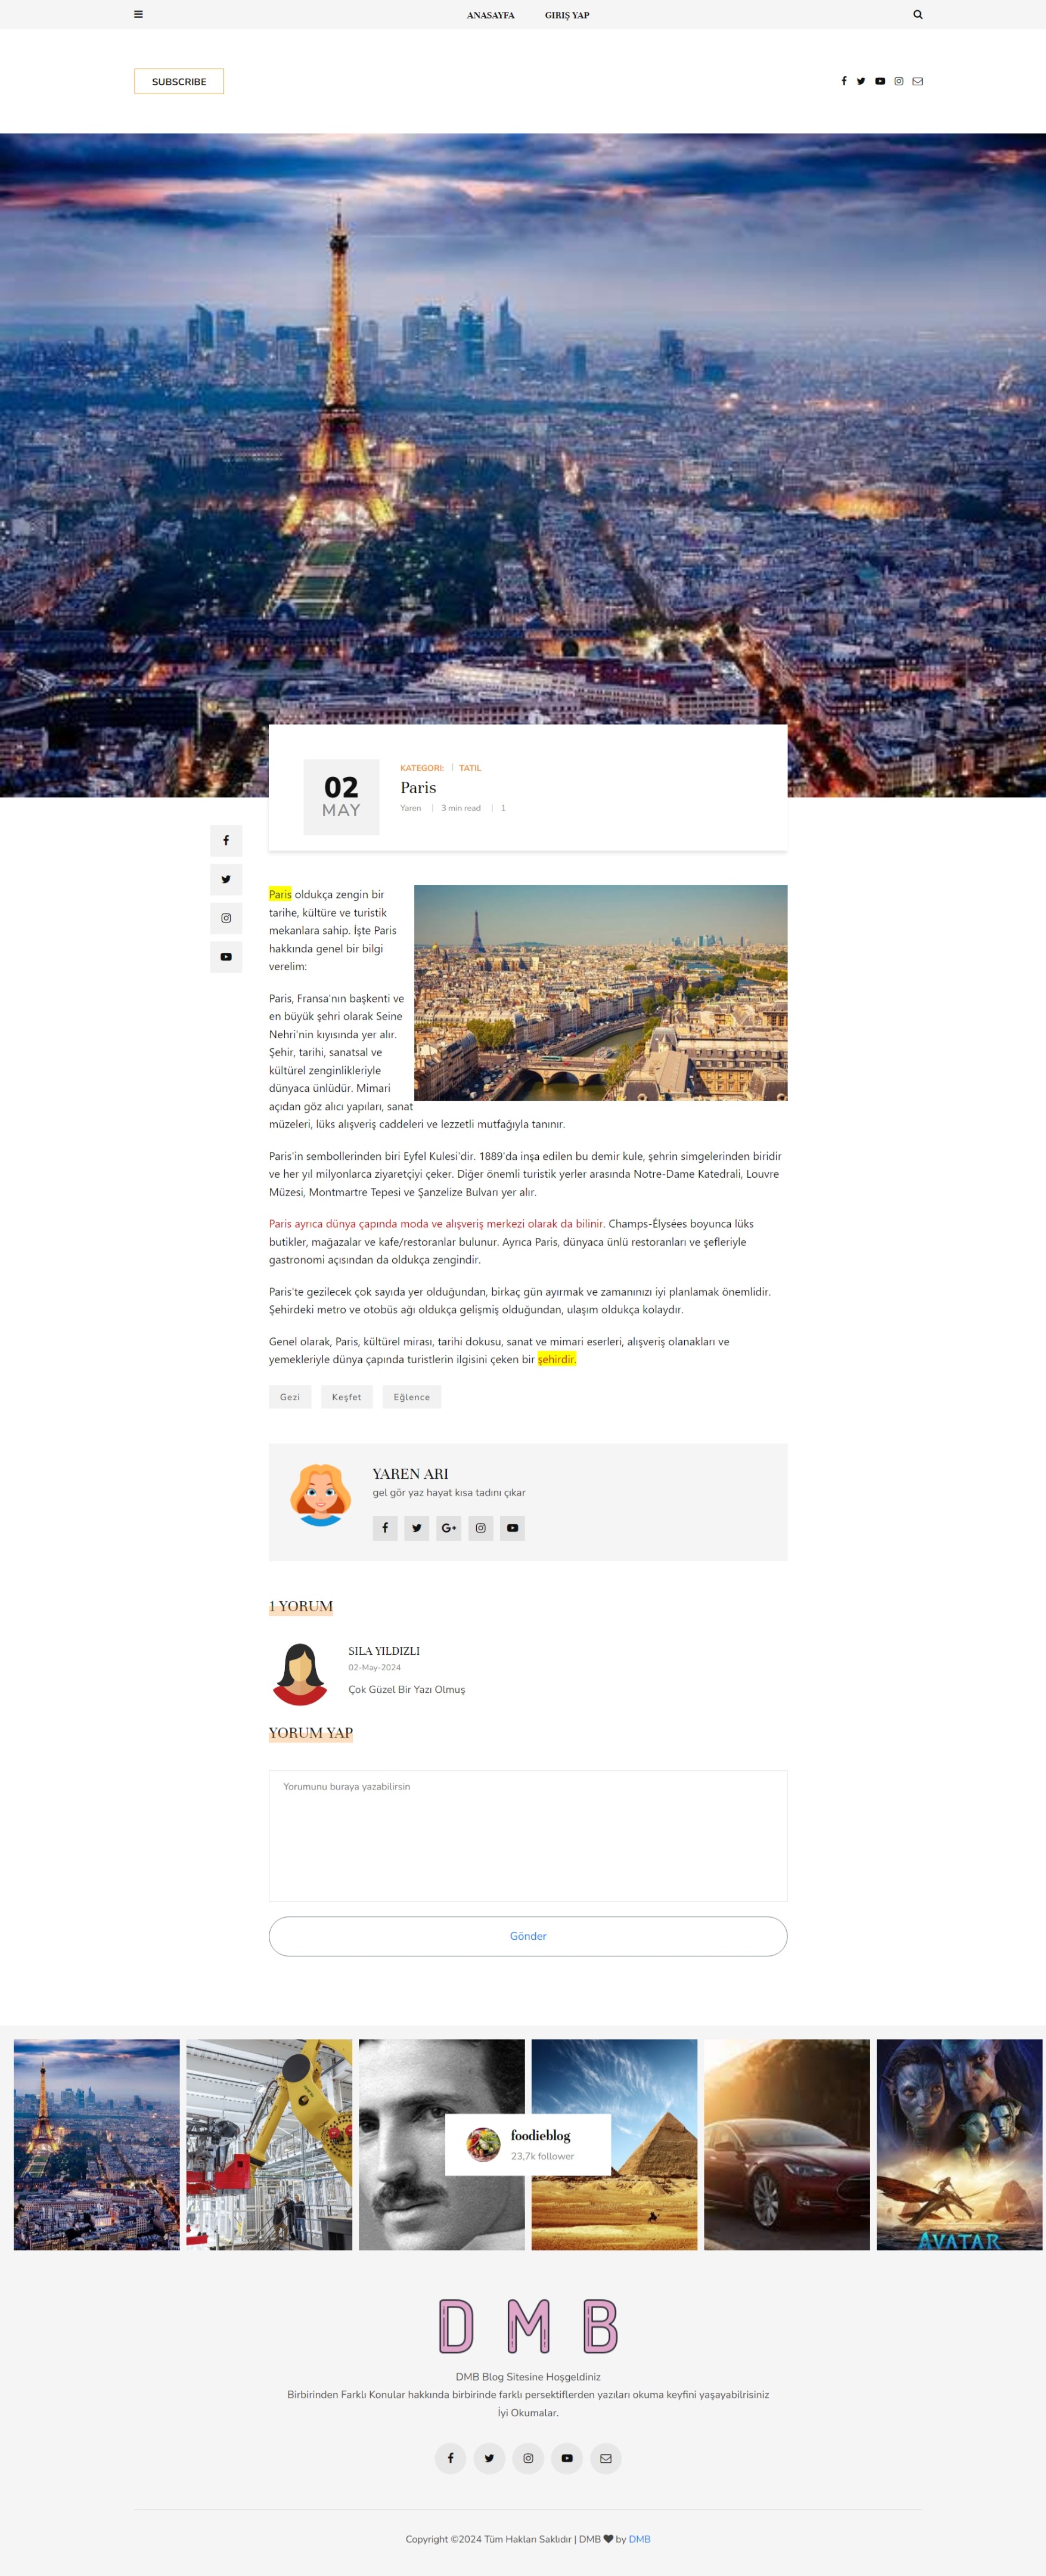 ANASAYFA
GIRIŞ YAP
SUBSCRIBE
02
MAY
KATEGORI:
TATIL
Paris
Yaren
3 min read
1
Paris oldukça zengin bir
tarihe, kültüre ve turistik
mekanlara sahip. İşte Paris
hakkında genel bir bilgi
verelim:
Paris, Fransa'nın başkenti ve
en büyük şehri olarak Seine
Nehri'nin kıyısında yer alır.
Şehir, tarihi, sanatsal ve
kültürel zenginlikleriyle
dünyaca ünlüdür. Mimari
açıdan göz alıcı yapıları, sanat
müzeleri, lüks alışveriş caddeleri ve lezzetli mutfağıyla tanınır.
Paris'in sembollerinden biri Eyfel Kulesi'dir. 1889'da inşa edilen bu demir kule, şehrin simgelerinden biridir
ve her yıl milyonlarca ziyaretçiyi çeker. Diğer önemli turistik yerler arasında Notre-Dame Katedrali, Louvre
Müzesi, Montmartre Tepesi ve Şanzelize Bulvarı yer alır.
Paris ayrıca dünya çapında moda ve alışveriş merkezi olarak da bilinir. Champs-Élysées boyunca lüks
butikler, mağazalar ve kafe/restoranlar bulunur. Ayrıca Paris, dünyaca ünlü restoranları ve şefleriyle
gastronomi açısından da oldukça zengindir.
Paris'te gezilecek çok sayıda yer olduğundan, birkaç gün ayırmak ve zamanınızı iyi planlamak önemlidir.
Şehirdeki metro ve otobüs ağı oldukça gelişmiş olduğundan, ulaşım oldukça kolaydır.
Genel olarak, Paris, kültürel mirası, tarihi dokusu, sanat ve mimari eserleri, alışveriş olanakları ve
yemekleriyle dünya çapında turistlerin ilgisini çeken bir şehirdir.
Gezi
Keşfet
Eğlence
YAREN ARI
gel gör yaz hayat kısa tadını çıkar
G+
1 YORUM
SILA YILDIZLI
02-May-2024
Çok Güzel Bir Yazı Olmuş
YORUM YAP
Yorumunu buraya yazabilirsin
Gönder
foodieblog
23,7k follower
AVATAR
DMB
DMB Blog Sitesine Hoşgeldiniz
Birbirinden Farklı Konular hakkında birbirinde farklı persektiflerden yazıları okuma keyfini yaşayabilrisiniz
İyi Okumalar.
Copyright ©2024 Tüm Hakları Saklıdır | DMB ♥ by DMB